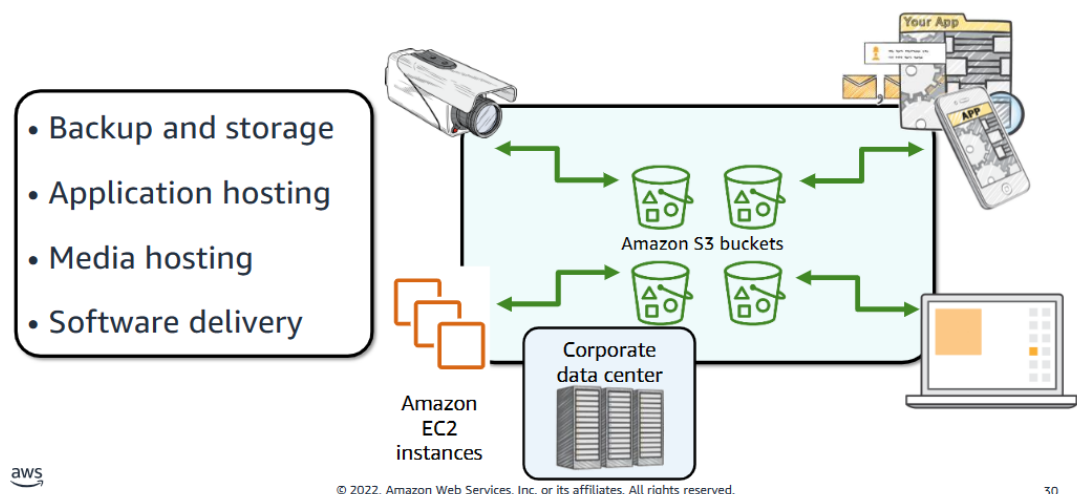 • Backup and storage
• Application hosting
• Media hosting
• Software delivery
Your App
APP
Amazon S3 buckets
Corporate
data center
Amazon
EC2
instances
aws
© 2022, Amazon Web Services, Inc. or its affiliates. All rights reserved.
30